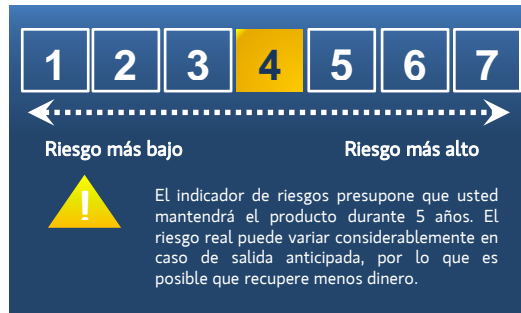 1 2 3 4 5 6 7
Riesgo más bajo Riesgo más alto
!
El indicador de riesgos presupone que usted
mantendrá el producto durante 5 años. El
riesgo real puede variar considerablemente en
caso de salida anticipada, por lo que es
posible que recupere menos dinero.